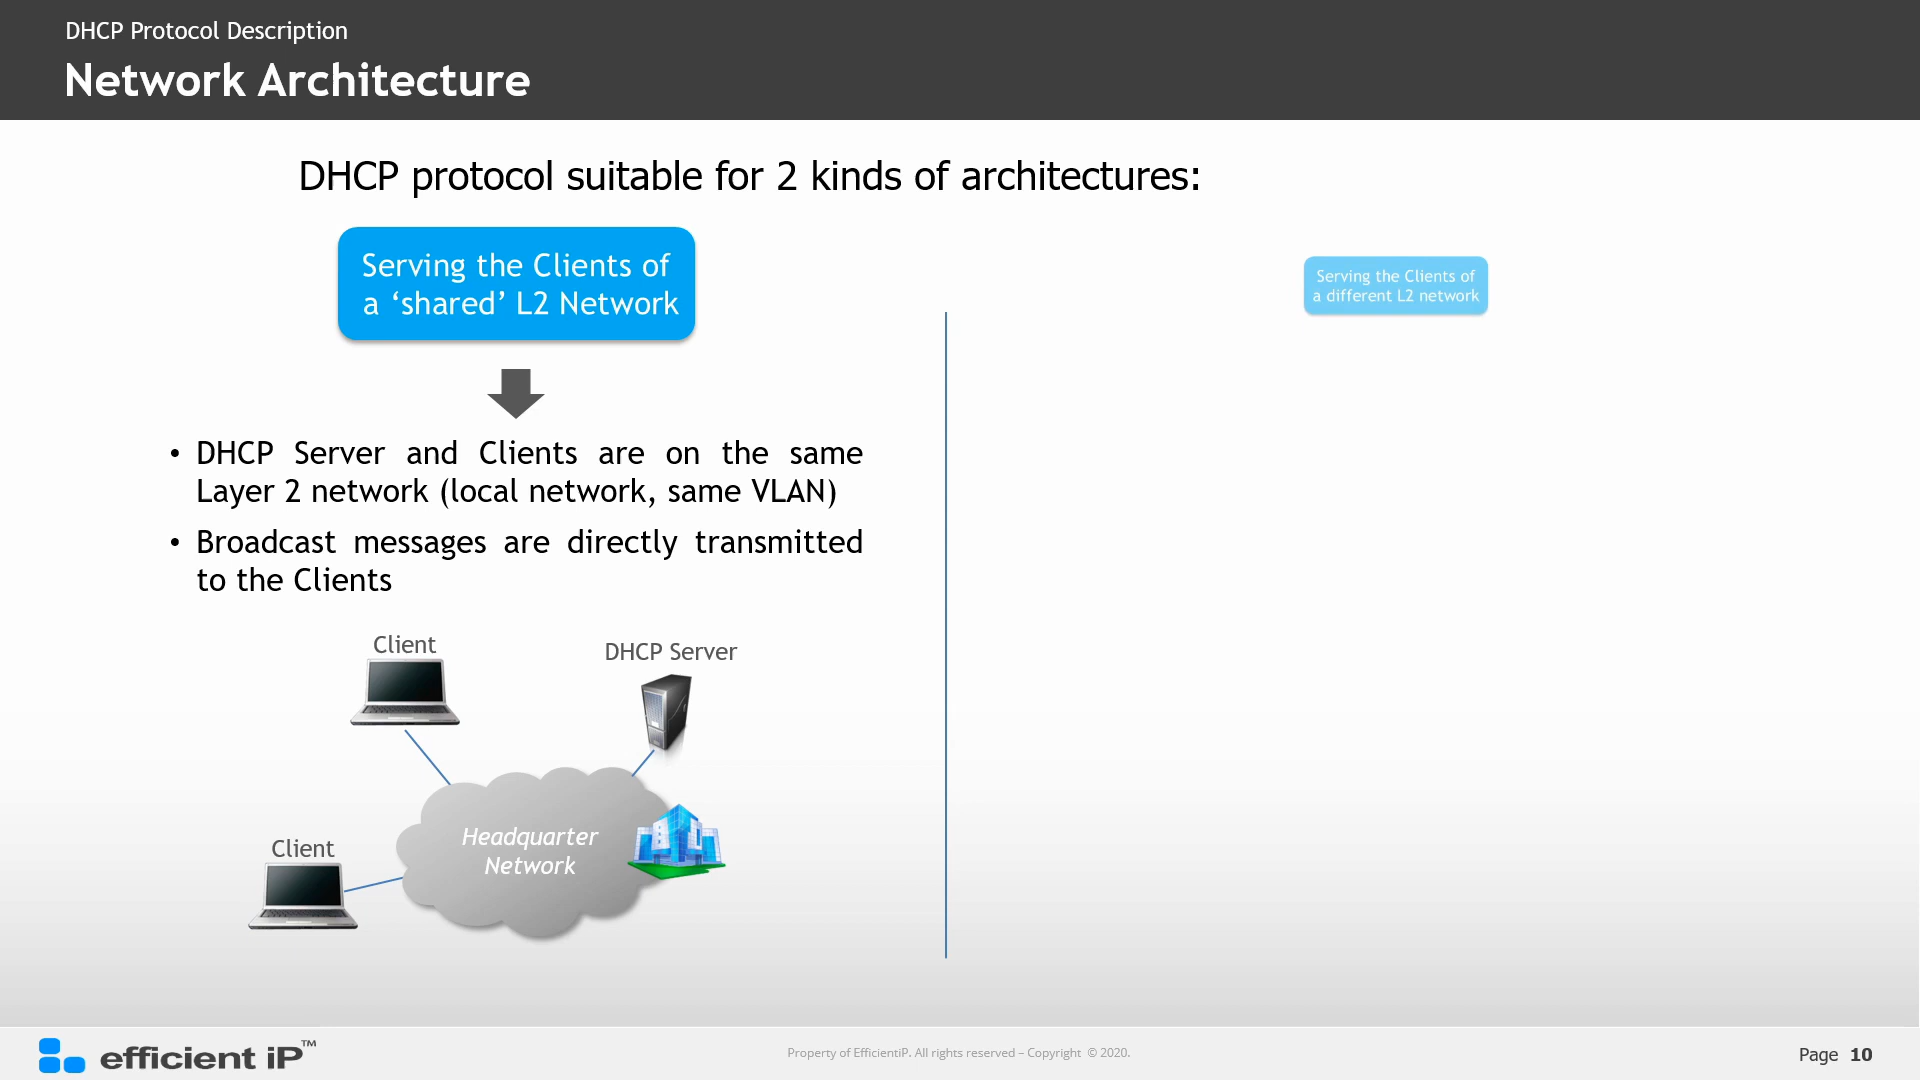 DHCP Protocol Description
Network Architecture
DHCP protocol suitable for 2 kinds of architectures:
Serving the Clients of
a ‘shared’ L2 Network
Serving the Clients of
a different L2 network
• DHCP Server and Clients are on the same
Layer 2 network (local network, same VLAN)
• Broadcast messages are directly transmitted
to the Clients
Client
DHCP Server
Headquarter
Network
Client
efficient iP™
Property of EfficientiP. All rights reserved – Copyright © 2020.
Page 10